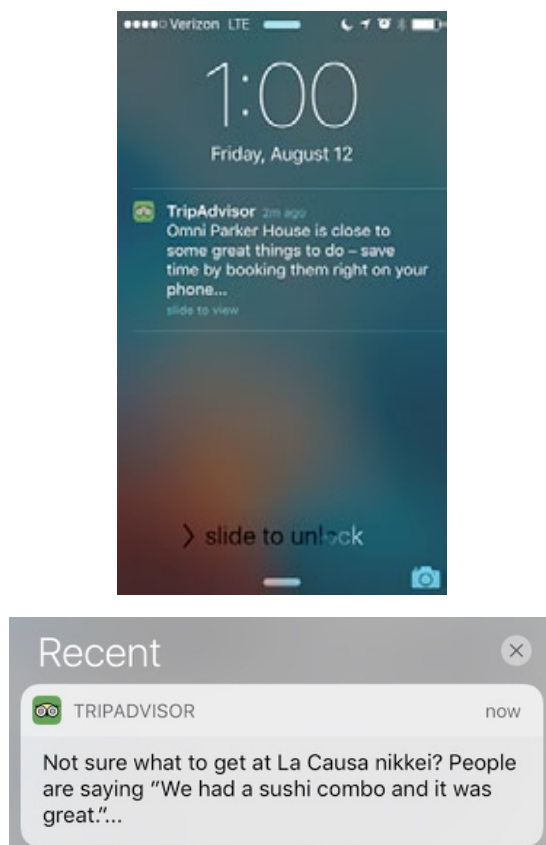 Verizon LTE
1:00
Friday, August 12
TripAdvisor 2m ago
Omni Parker House is close to
some great things to do – save
time by booking them right on your
phone...
slide to view
slide to unlock
Recent
TRIPADVISOR now
Not sure what to get at La Causa nikkei? People
are saying "We had a sushi combo and it was
great."...